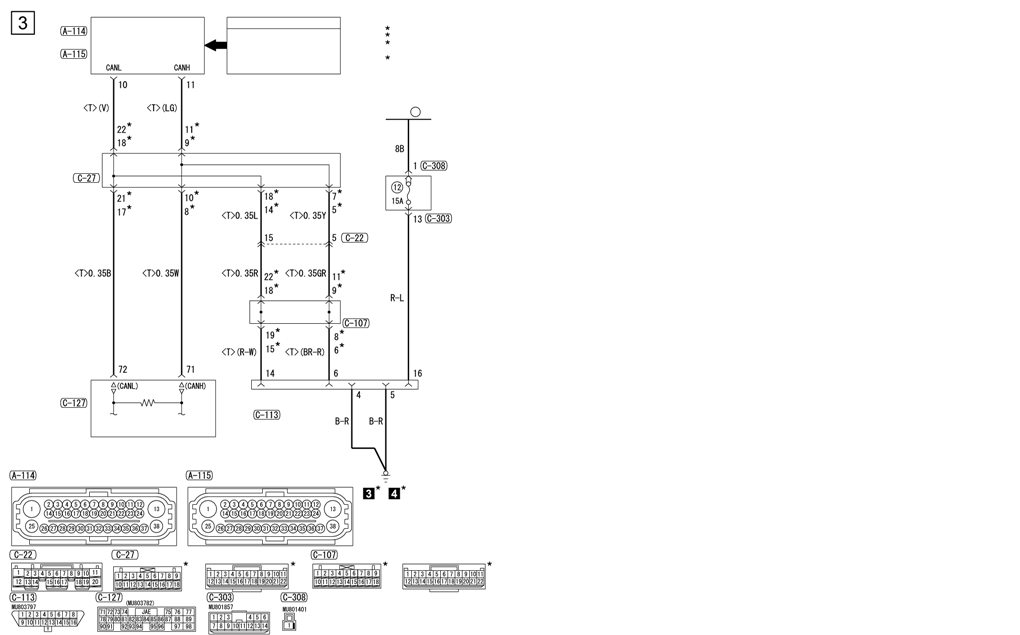 3
A-114
A-115
*
*
*
*
CANL CANH
10 11
<T>(V) <T>(LG)
22* 11*
18* 9*
8B
1 C-308
12
15A
13 C-303
C-27
21* 10* 18* 7*
17* 8* 14* 5*
<T>0.35L <T>0.35Y
15 5 C-22
<T>0.35B <T>0.35W <T>0.35R <T>0.35GR
22* 11*
18* 9*
R-L
C-107
19* 8*
15* 6*
<T>(R-W) <T>(BR-R)
72 71 14 6 16
(CANL) (CANH)
C-127
4 5
C-113
B-R B-R
3* 4*
A-114 A-115
1 2 3 4 5 6 7 8 9 10 11 12 13
14 15 16 17 18 19 20 21 22 23 24
25 26 27 28 29 30 31 32 33 34 35 36 37 38
1 2 3 4 5 6 7 8 9 10 11 12 13
14 15 16 17 18 19 20 21 22 23 24
25 26 27 28 29 30 31 32 33 34 35 36 37 38
C-22 C-27 C-107
* * * *
1 2 3 4 5 6 7 8 9 10 11
12 13 14 15 16 17 18 19 20
1 2 3 4 5 6 7 8 9
10 11 12 13 14 15 16 17 18
1 2 3 4 5 6 7 8 9 10 11
12 13 14 15 16 17 18 19 20 21 22
1 2 3 4 5 6 7 8 9
10 11 12 13 14 15 16 17 18
1 2 3 4 5 6 7 8 9 10 11
12 13 14 15 16 17 18 19 20 21 22
C-113 C-127 C-303 C-308
MU803797
1 2 3 4 5 6 7 8
9 10 11 12 13 14 15 16
(MU803782)
71 72 73 74 JAE 75 76 77
78 79 80 81 82 83 84 85 86 87 88 89
90 91 92 93 94 95 96 97 98
MU801857
1 2 3 4 5 6
7 8 9 10 11 12 13 14
MU801401
1